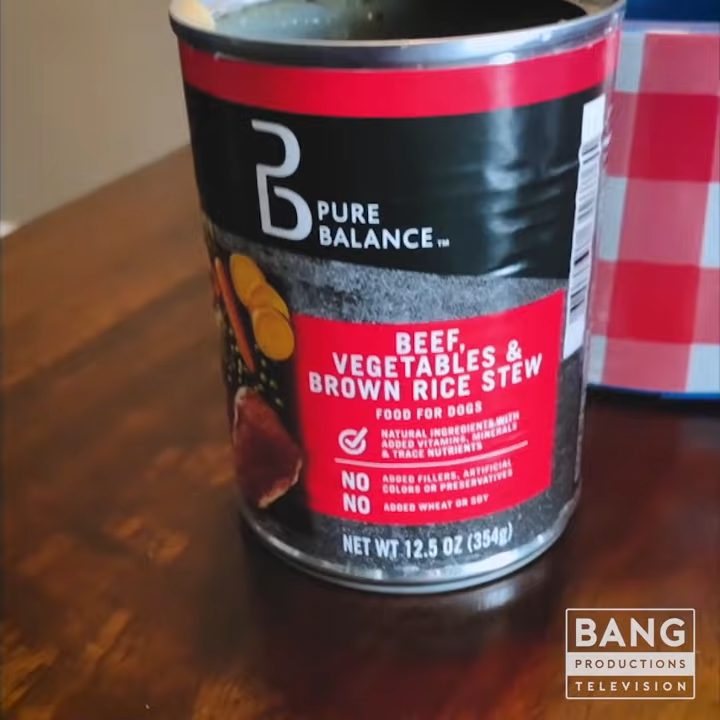 PURE
BALANCE™
BEEF,
VEGETABLES &
BROWN RICE STEW
FOOD FOR DOGS
NATURAL INGREDIENTS WITH
ADDED VITAMINS, MINERALS
& TRACE NUTRIENTS
NO ADDED FILLERS, ARTIFICIAL
COLORS OR PRESERVATIVES
NO ADDED WHEAT OR SOY
NET WT 12.5 OZ (354g)
BANG
PRODUCTIONS
TELEVISION